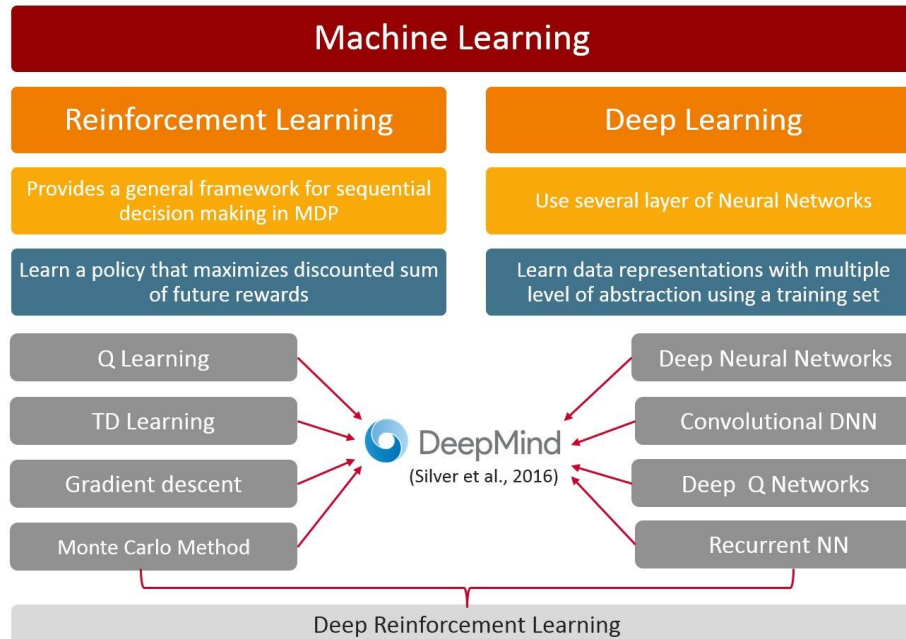 Machine Learning
Reinforcement Learning
Deep Learning
Provides a general framework for sequential
decision making in MDP
Use several layer of Neural Networks
Learn a policy that maximizes discounted sum
of future rewards
Learn data representations with multiple
level of abstraction using a training set
Q Learning
TD Learning
Gradient descent
Monte Carlo Method
DeepMind
(Silver et al., 2016)
Deep Neural Networks
Convolutional DNN
Deep Q Networks
Recurrent NN
Deep Reinforcement Learning